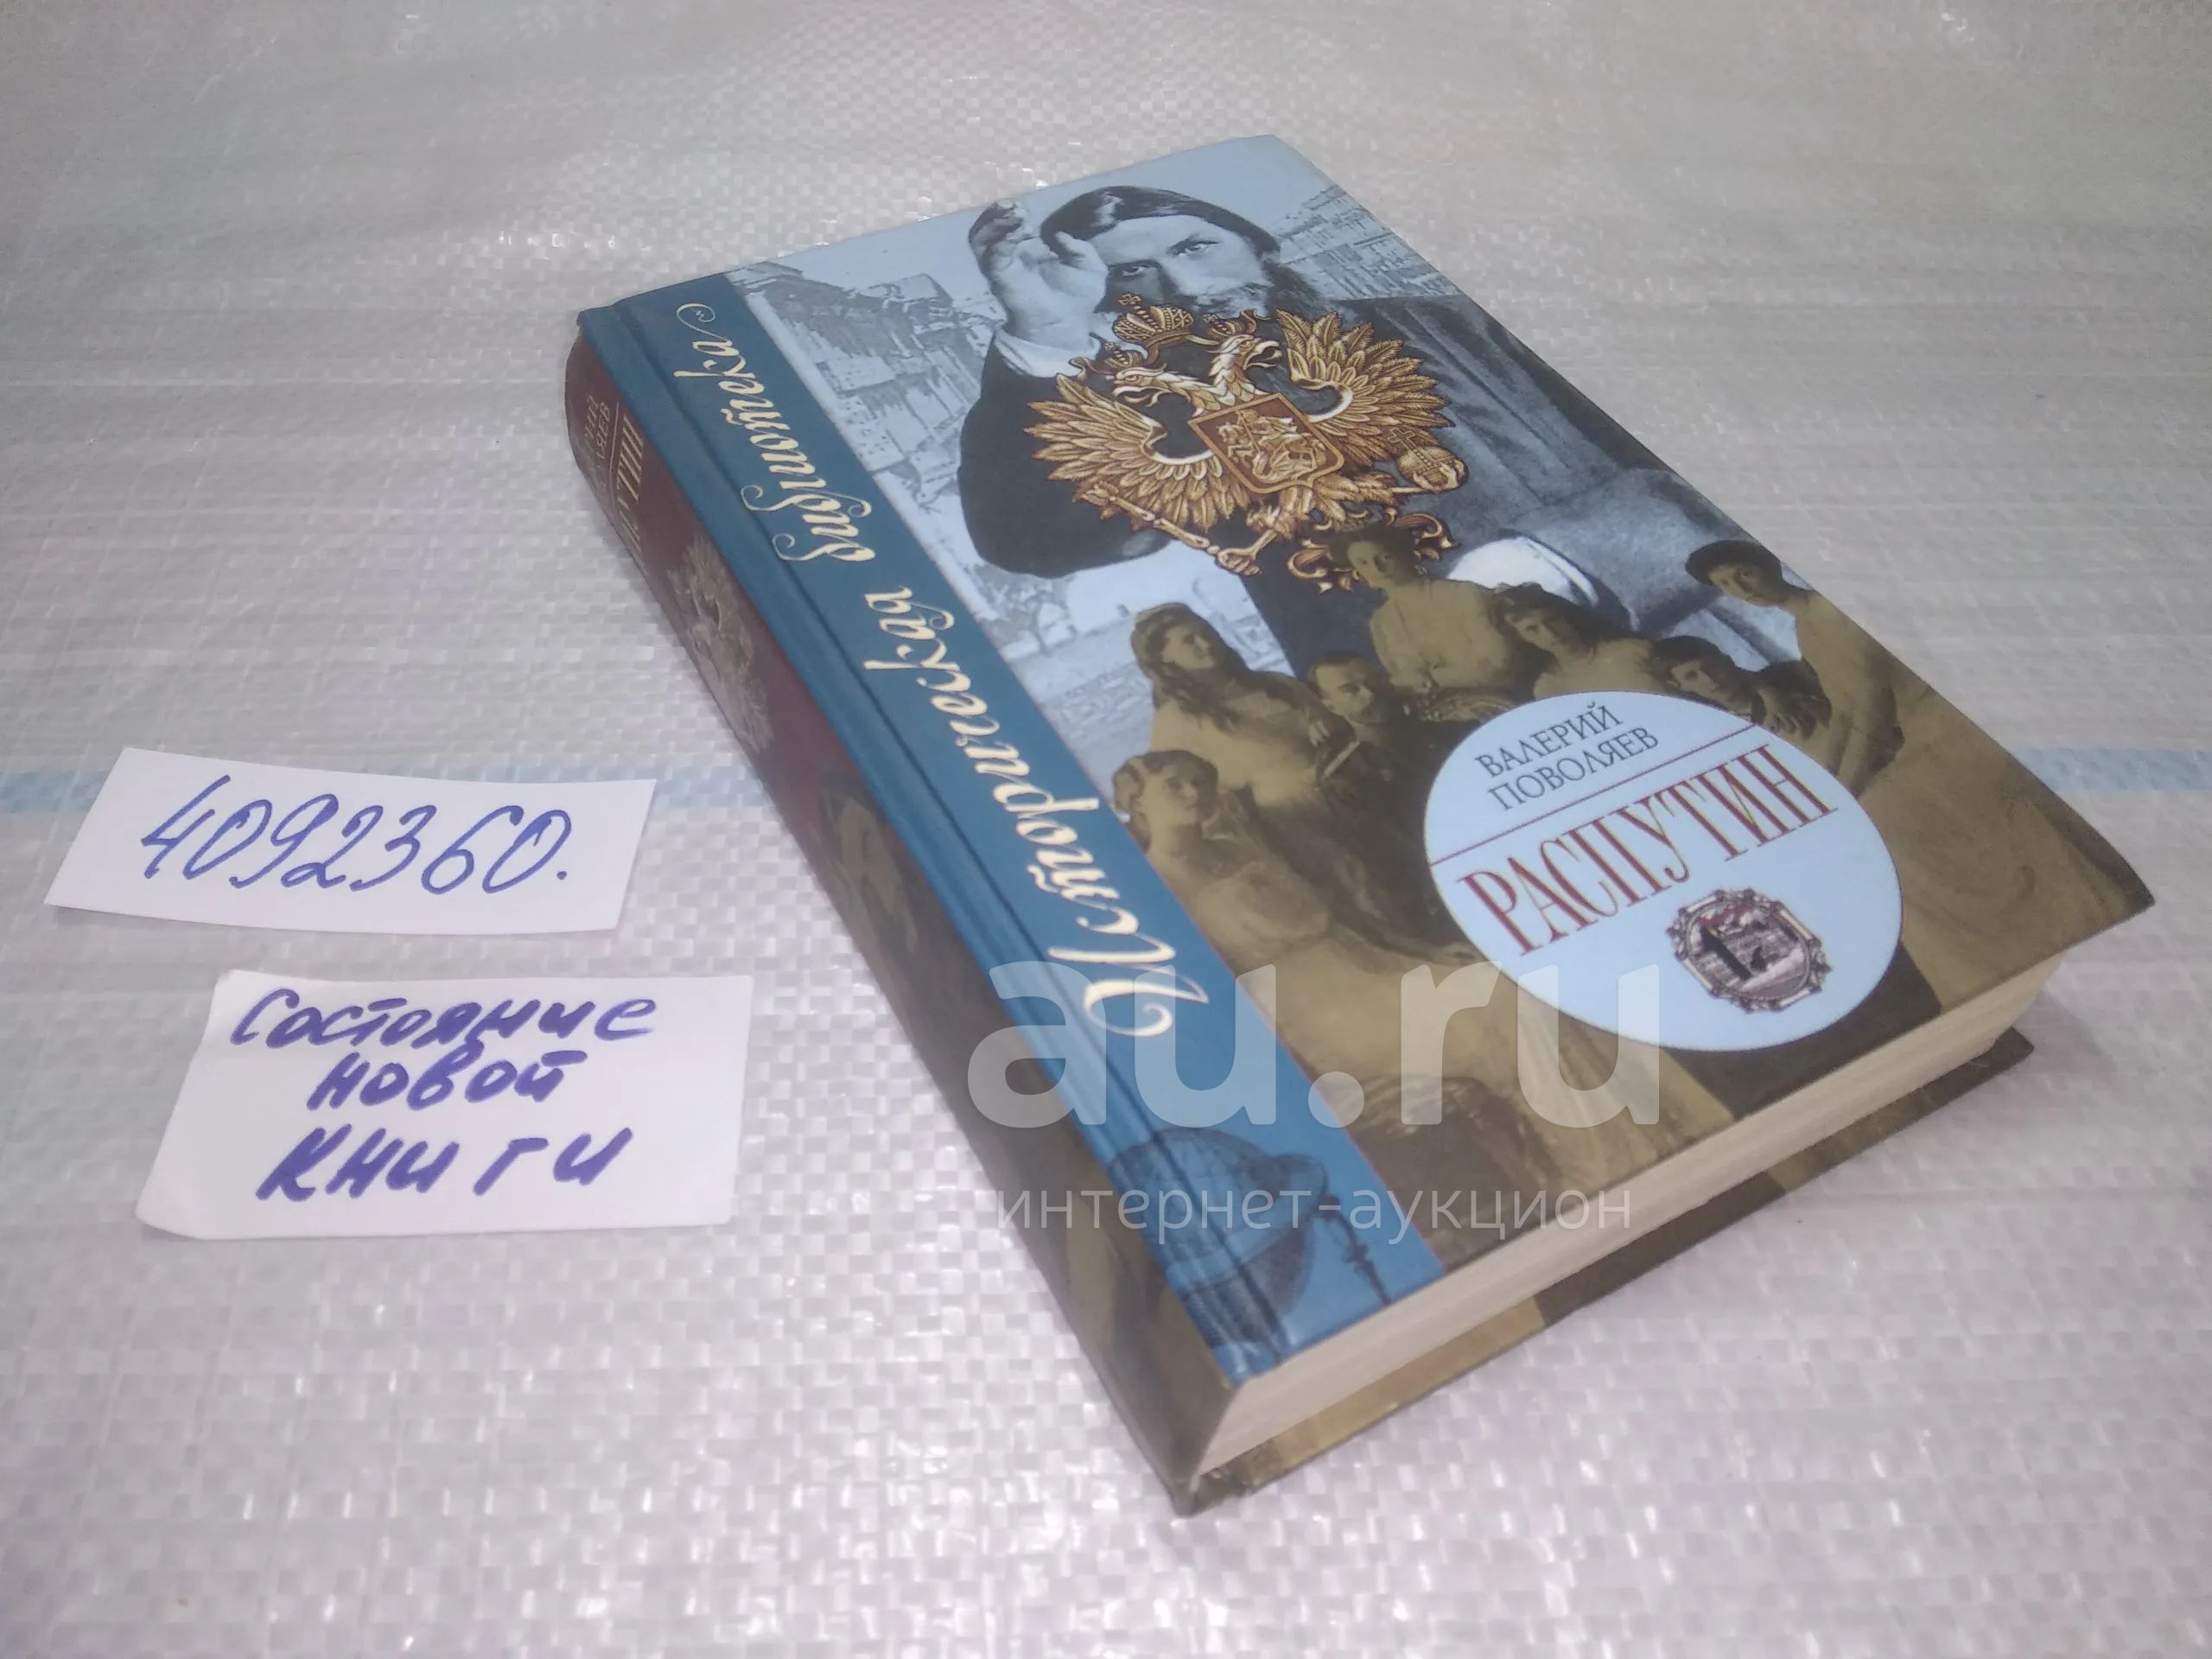 Историческая библиотека
ВАЛЕРИЙ
ПОВОЛЯЕВ
РАСПУТИН
4092360.
Состояние
новой
книги
au.ru
интернет-аукцион